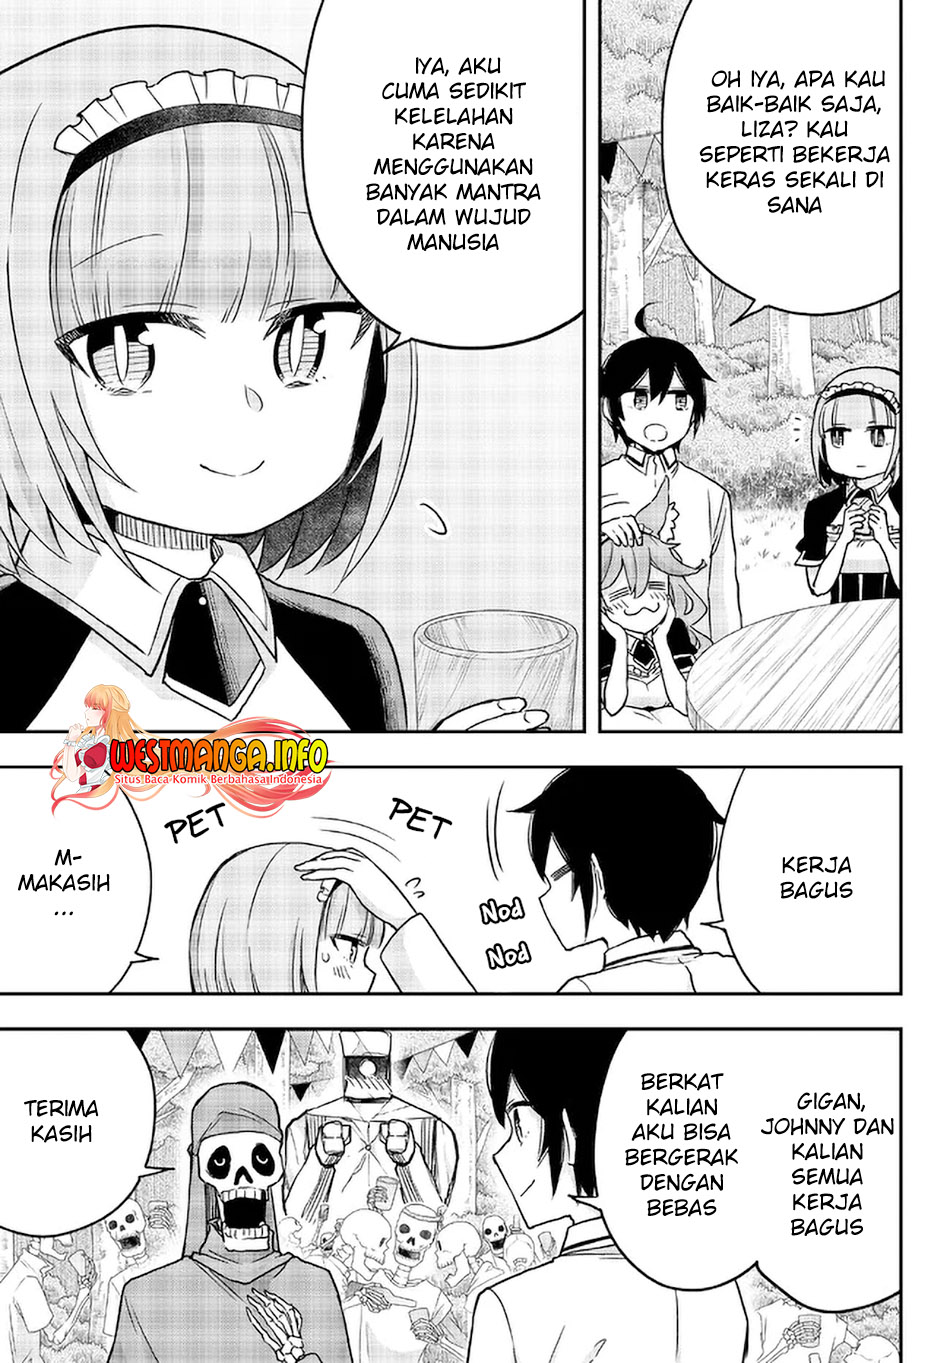 OH IYA, APA KAU
BAIK-BAIK SAJA,
LIZA? KAU
SEPERTI BEKERJA
KERAS SEKALI DI
SANA
IYA, AKU
CUMA SEDIKIT
KELELAHAN
KARENA
MENGGUNAKAN
BANYAK MANTRA
DALAM WUJUD
MANUSIA
WESTMANGA.INFO
Situs Baca Komik Berbahasa Indonesia
KERJA
BAGUS
PET
PET
Nod
Nod
M-
MAKASIH
...
GIGAN,
JOHNNY DAN
KALIAN
SEMUA
KERJA
BAGUS
BERKAT
KALIAN
AKU BISA
BERGERAK
DENGAN
BEBAS
TERIMA
KASIH